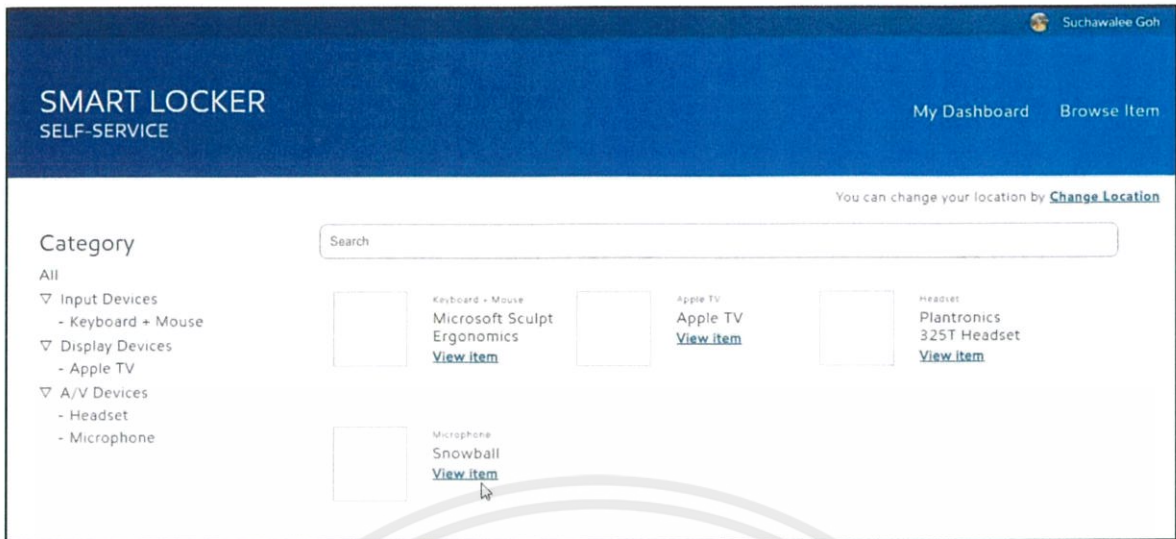 Suchawalee Goh
SMART LOCKER
SELF-SERVICE
My Dashboard
Browse Item
You can change your location by Change Location
Category
All
▽ Input Devices
- Keyboard + Mouse
▽ Display Devices
- Apple TV
▽ A/V Devices
- Headset
- Microphone
Search
Keyboard + Mouse
Microsoft Sculpt
Ergonomics
View item
Apple TV
Apple TV
View item
Headset
Plantronics
325T Headset
View item
Microphone
Snowball
View item